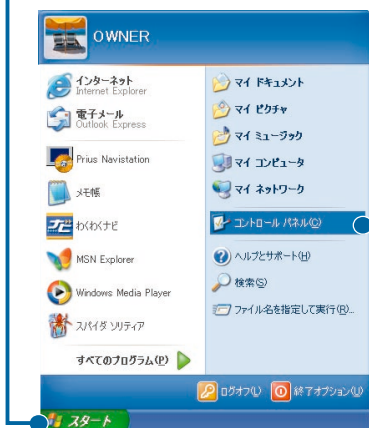 OWNER
インターネット
Internet Explorer
電子メール
Outlook Express
Prius Navistation
メモ帳
わくわくナビ
MSN Explorer
Windows Media Player
スパイダ ソリティア
すべてのプログラム(P)
マイ ドキュメント
マイ ピクチャ
マイ ミュージック
マイ コンピュータ
マイ ネットワーク
コントロール パネル(C)
ヘルプとサポート(H)
検索(S)
ファイル名を指定して実行(R)...
ログオフ(L)
終了オプション(U)
スタート